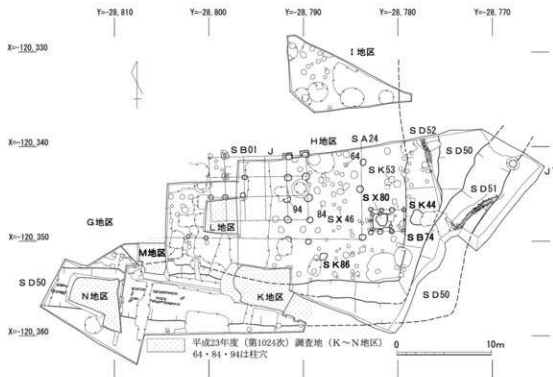 Y=-28,810 Y=-28,800 Y=-28,790 Y=-28,780 Y=-28,770
X=-120,330
I地区
X=-120,340
SB01 J H地区 SA24 64 SD52 SD50 J'
SK53
SD51
SX80 SK44
94 84 SX46
L地区
G地区
SB74
X=-120,350
M地区
SK86
SD50
N地区 K地区 SD50
X=-120,360
平成23年度(第1024次)調査地(K~N地区)
64・84・94は柱穴
0 10m